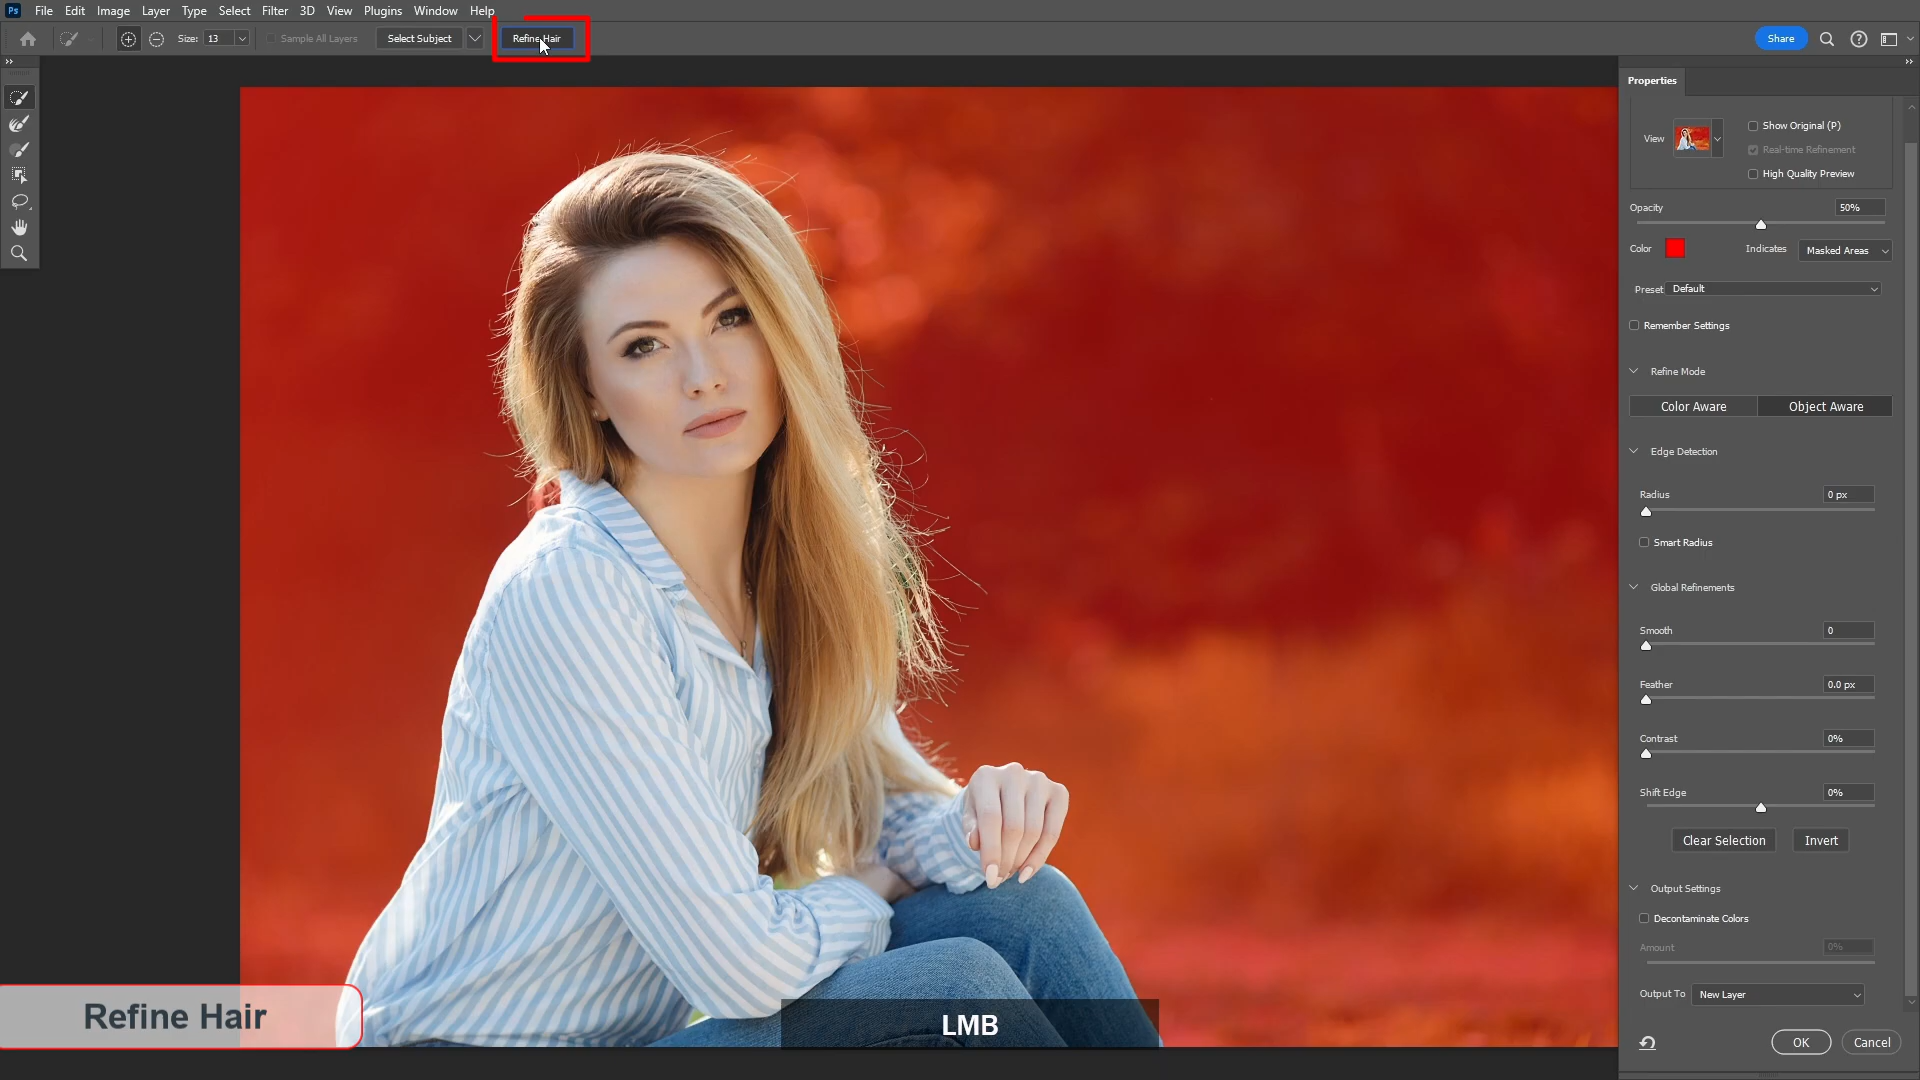 Ps File Edit Image Layer Type Select Filter 3D View Plugins Window Help
Size: 13 Sample All Layers Select Subject Refine Hair Share
Properties
View
Show Original (P)
Real-time Refinement
High Quality Preview
Opacity 50%
Color Indicates Masked Areas
Preset Default
Remember Settings
Refine Mode
Color Aware Object Aware
Edge Detection
Radius 0 px
Smart Radius
Global Refinements
Smooth 0
Feather 0.0 px
Contrast 0%
Shift Edge 0%
Clear Selection Invert
Output Settings
Decontaminate Colors
Amount 0%
Output To New Layer
OK Cancel
Refine Hair
LMB